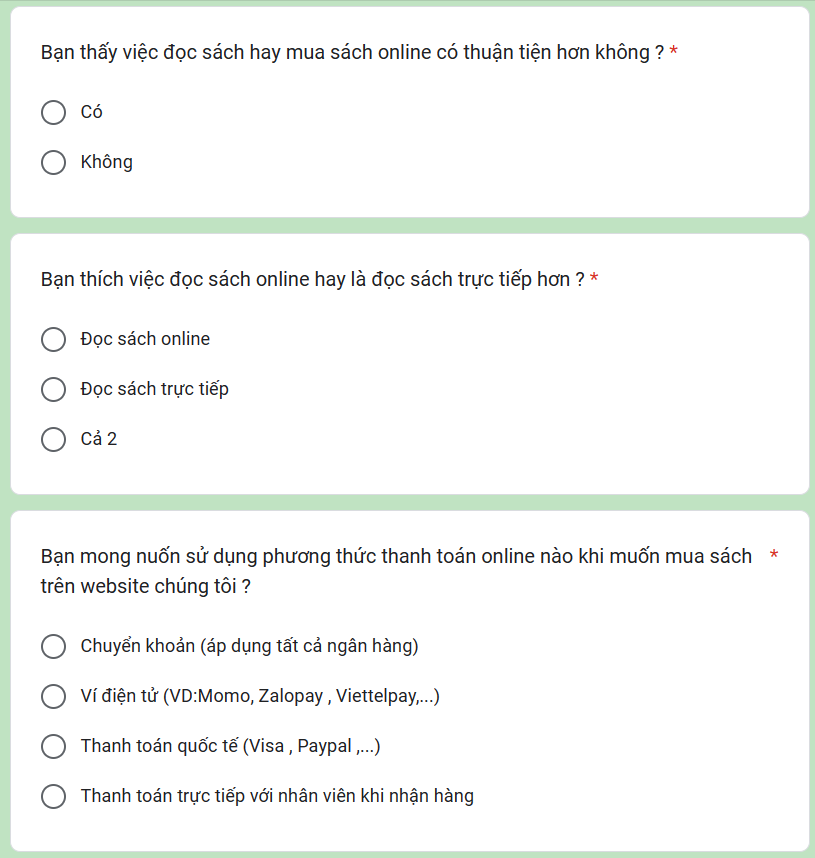 Bạn thấy việc đọc sách hay mua sách online có thuận tiện hơn không ? *
Có
Không
Bạn thích việc đọc sách online hay là đọc sách trực tiếp hơn ? *
Đọc sách online
Đọc sách trực tiếp
Cả 2
Bạn mong nuốn sử dụng phương thức thanh toán online nào khi muốn mua sách *
trên website chúng tôi ?
Chuyển khoản (áp dụng tất cả ngân hàng)
Ví điện tử (VD:Momo, Zalopay , Viettelpay,...)
Thanh toán quốc tế (Visa , Paypal ,...)
Thanh toán trực tiếp với nhân viên khi nhận hàng